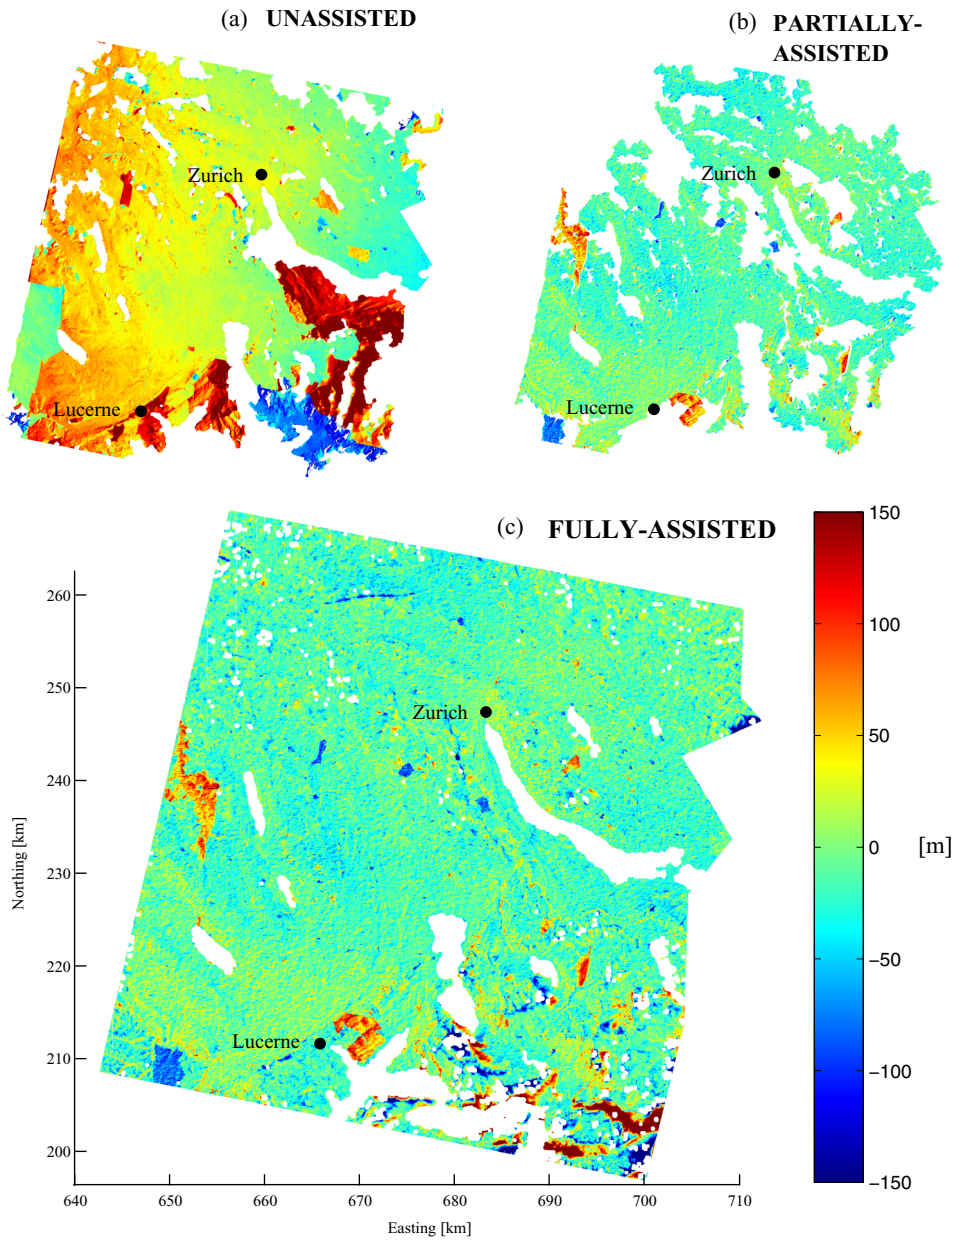 (a) UNASSISTED
(b) PARTIALLY-
ASSISTED
Zurich
Zurich
Lucerne
Lucerne
(c) FULLY-ASSISTED
150
100
50
0
−50
−100
−150
[m]
Zurich
Lucerne
260
250
240
230
220
210
200
Northing [km]
640 650 660 670 680 690 700 710
Easting [km]